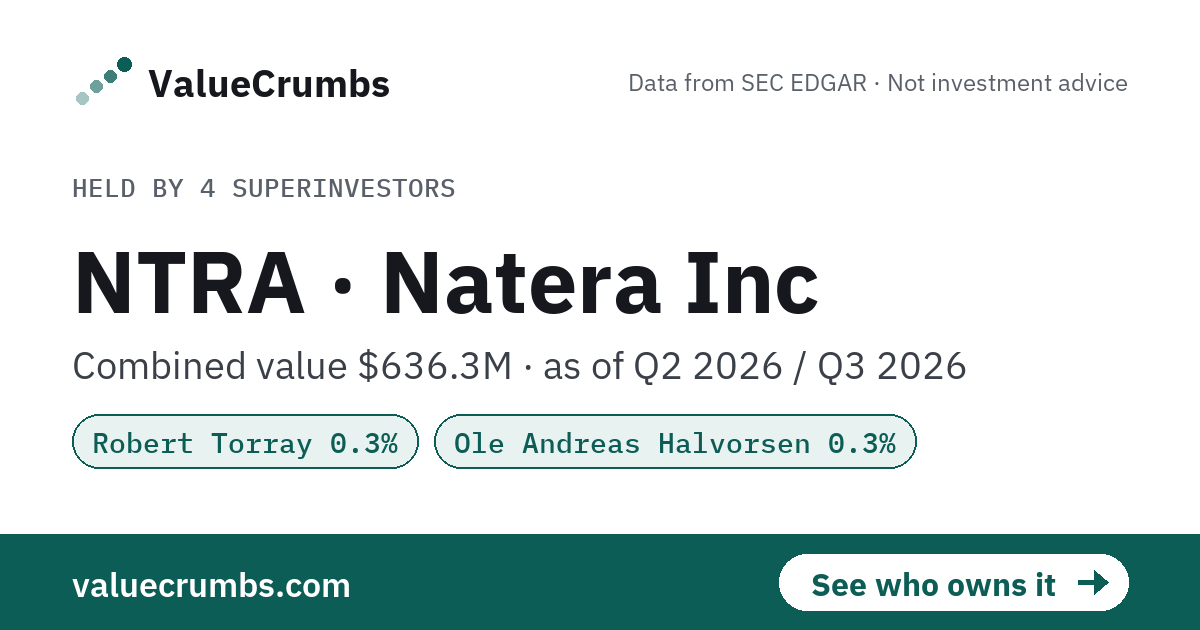 ValueCrumbs
Data from SEC EDGAR · Not investment advice
HELD BY 4 SUPERINVESTORS
NTRA · Natera Inc
Combined value $636.3M · as of Q2 2026 / Q3 2026
Robert Torray 0.3%
Ole Andreas Halvorsen 0.3%
valuecrumbs.com
See who owns it →